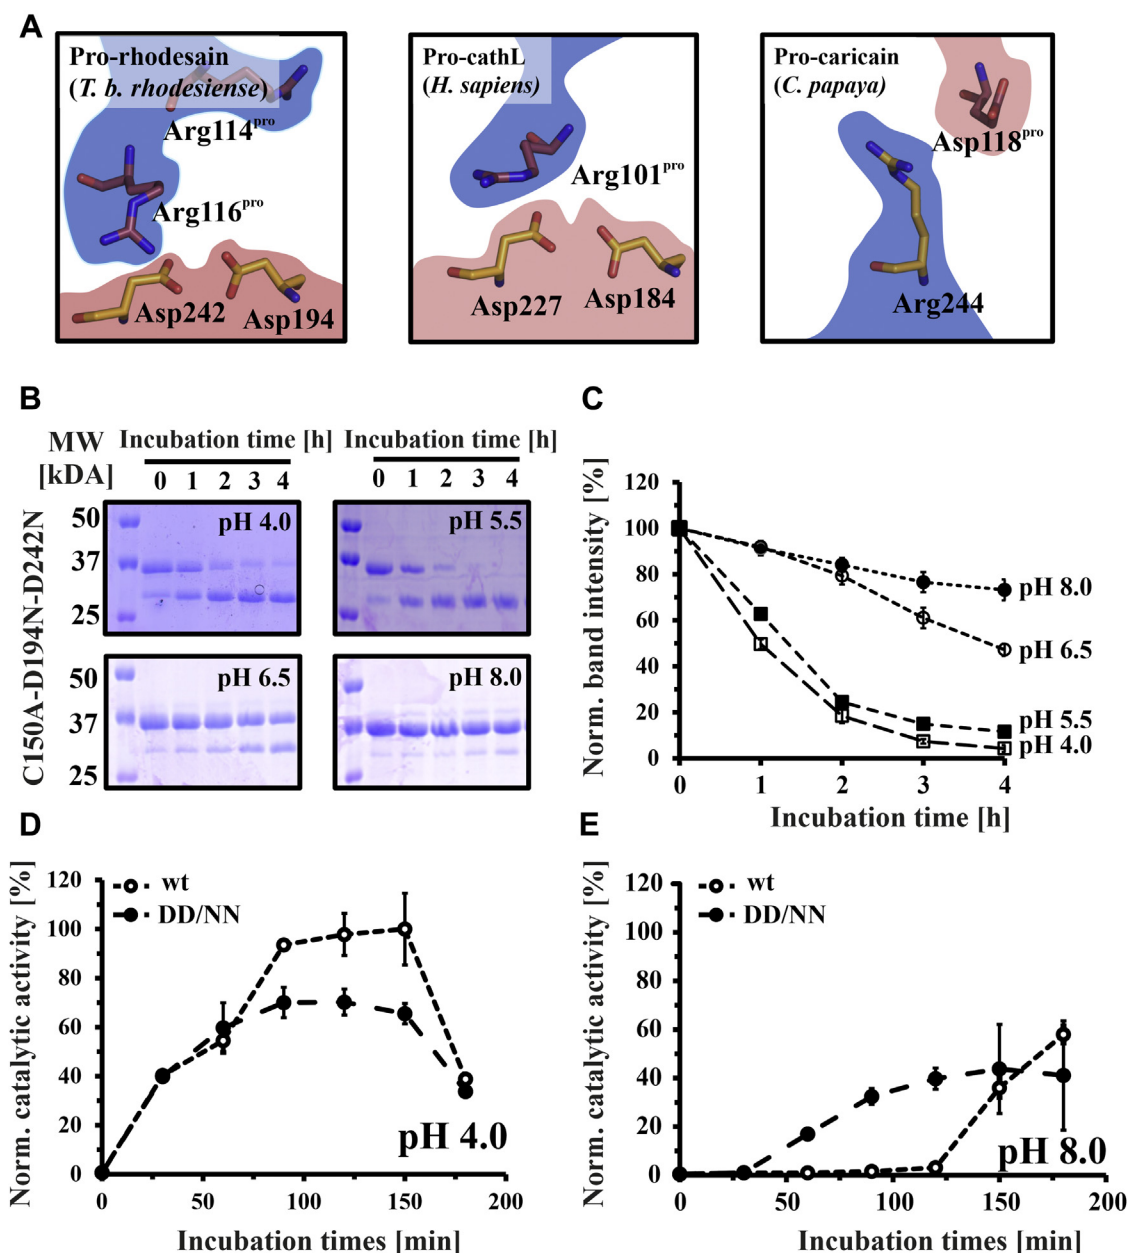 A
Pro-rhodesain
(T. b. rhodesiense)
Arg114pro
Arg116pro
Asp242
Asp194
Pro-cathL
(H. sapiens)
Arg101pro
Asp227
Asp184
Pro-caricain
(C. papaya)
Asp118pro
Arg244
B
MW
[kDA]
Incubation time [h]
0 1 2 3 4
Incubation time [h]
0 1 2 3 4
C150A-D194N-D242N
50
37
25
pH 4.0
pH 5.5
50
37
25
pH 6.5
pH 8.0
C
Norm. band intensity [%]
120
100
80
60
40
20
0
pH 8.0
pH 6.5
pH 5.5
pH 4.0
0 1 2 3 4
Incubation time [h]
D
Norm. catalytic activity [%]
120
100
80
60
40
20
0
wt
DD/NN
pH 4.0
0 50 100 150 200
Incubation times [min]
E
Norm. catalytic activity [%]
120
100
80
60
40
20
0
wt
DD/NN
pH 8.0
0 50 100 150 200
Incubation times [min]